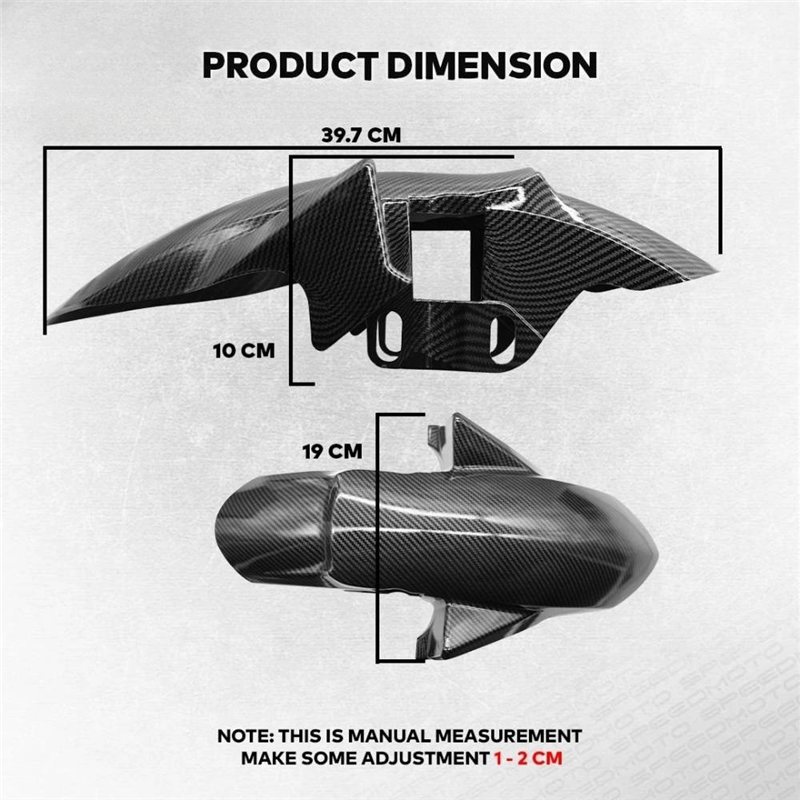 PRODUCT DIMENSION
39.7 CM
10 CM
19 CM
NOTE: THIS IS MANUAL MEASUREMENT
MAKE SOME ADJUSTMENT 1 - 2 CM